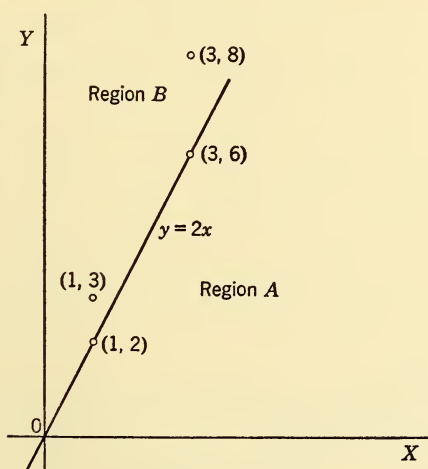 Y
(3, 8)
Region B
(3, 6)
y = 2x
(1, 3)
Region A
(1, 2)
0
X